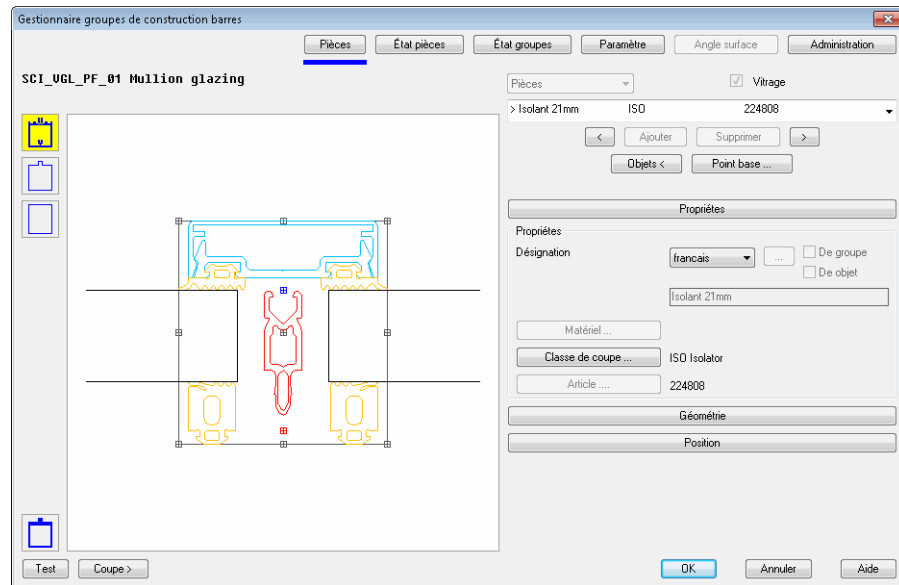 Gestionnaire groupes de construction barres
Pièces
État pièces
État groupes
Paramètre
Angle surface
Administration
SCI_VGL_PF_01 Mullion glazing
Pièces
Vitrage
> Isolant 21mm ISO 224808
<
Ajouter
Supprimer
>
Objets <
Point base ...
Propriétes
Propriétes
Désignation
francais
...
De groupe
De objet
Isolant 21mm
Matériel ...
Classe de coupe ...
ISO Isolator
Article ....
224808
Géométrie
Position
Test
Coupe >
OK
Annuler
Aide